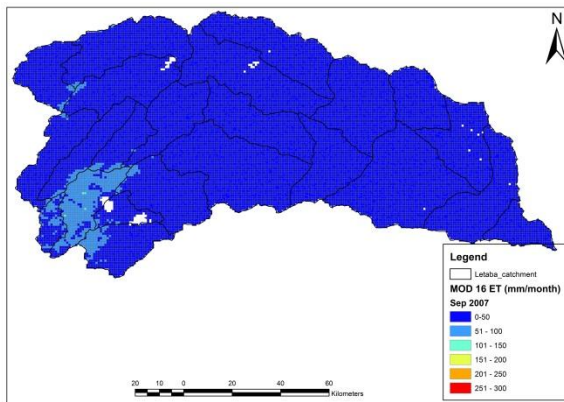 N
Legend
Letaba_catchment
MOD 16 ET (mm/month)
Sep 2007
0-50
51 - 100
101 - 150
151 - 200
201 - 250
251 - 300
20 10 0 20 40 60
Kilometers